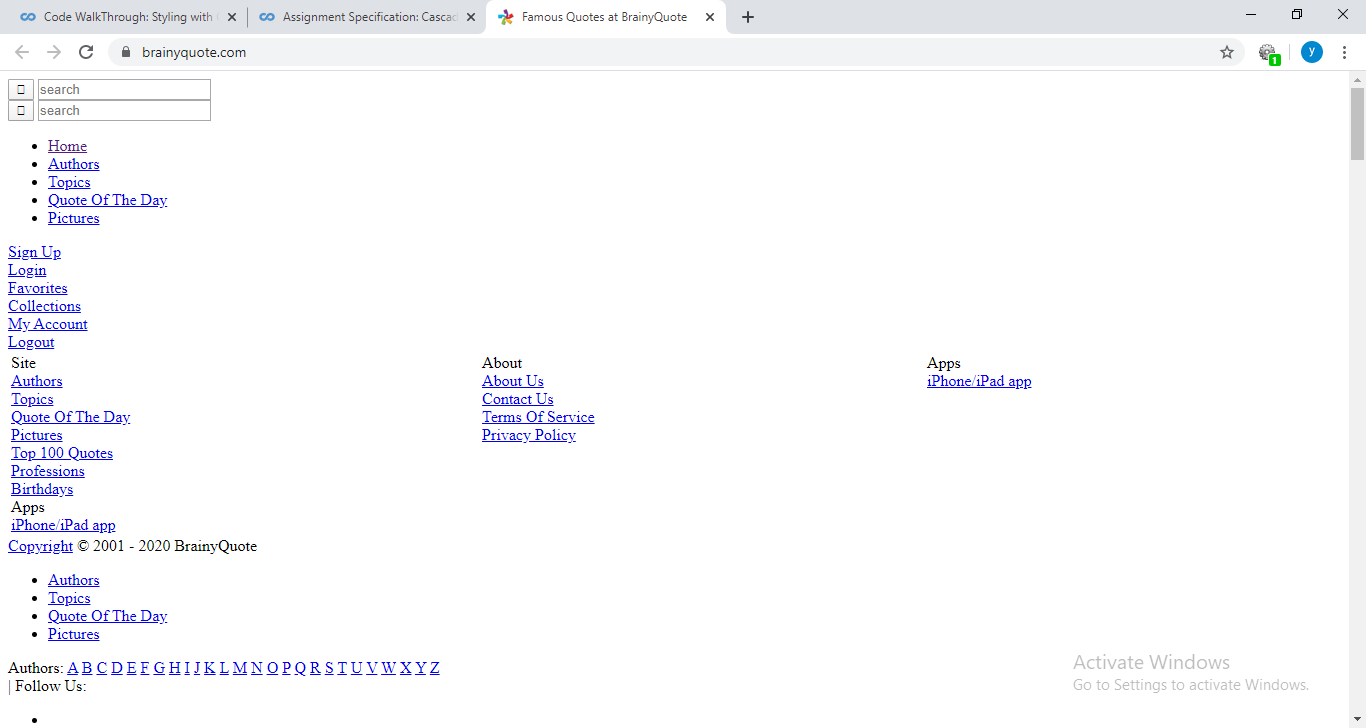 Code WalkThrough: Styling with
Assignment Specification: Cascad
Famous Quotes at BrainyQuote
brainyquote.com
1
y
search
search
Home
Authors
Topics
Quote Of The Day
Pictures
Sign Up
Login
Favorites
Collections
My Account
Logout
Site About Apps
Authors About Us iPhone/iPad app
Topics Contact Us
Quote Of The Day Terms Of Service
Pictures Privacy Policy
Top 100 Quotes
Professions
Birthdays
Apps
iPhone/iPad app
Copyright © 2001 - 2020 BrainyQuote
Authors
Topics
Quote Of The Day
Pictures
Authors: A B C D E F G H I J K L M N O P Q R S T U V W X Y Z
| Follow Us:
Activate Windows
Go to Settings to activate Windows.